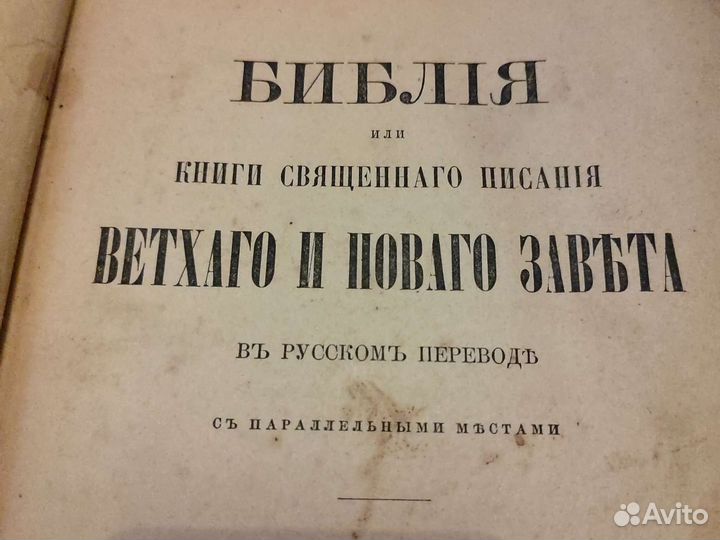 БИБЛІЯ
или
КНИГИ СВЯЩЕННАГО ПИСАНІЯ
ВЕТХАГО И НОВАГО ЗАВѢТА
ВЪ РУССКОМЪ ПЕРЕВОДѢ
СЪ ПАРАЛЛЕЛЬНЫМИ МѢСТАМИ
Avito